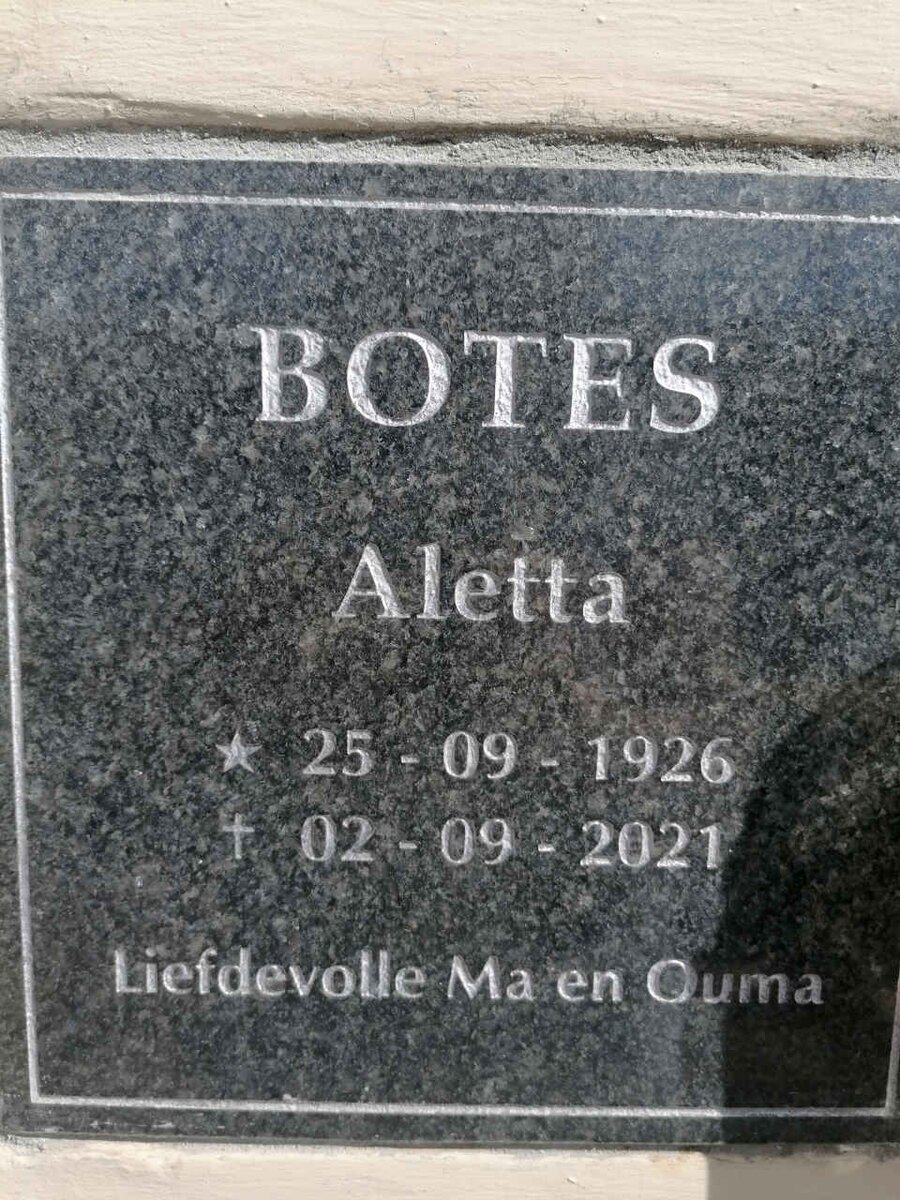 BOTES
Aletta
★ 25 - 09 - 1926
✝ 02 - 09 - 2021
Liefdevolle Ma en Ouma